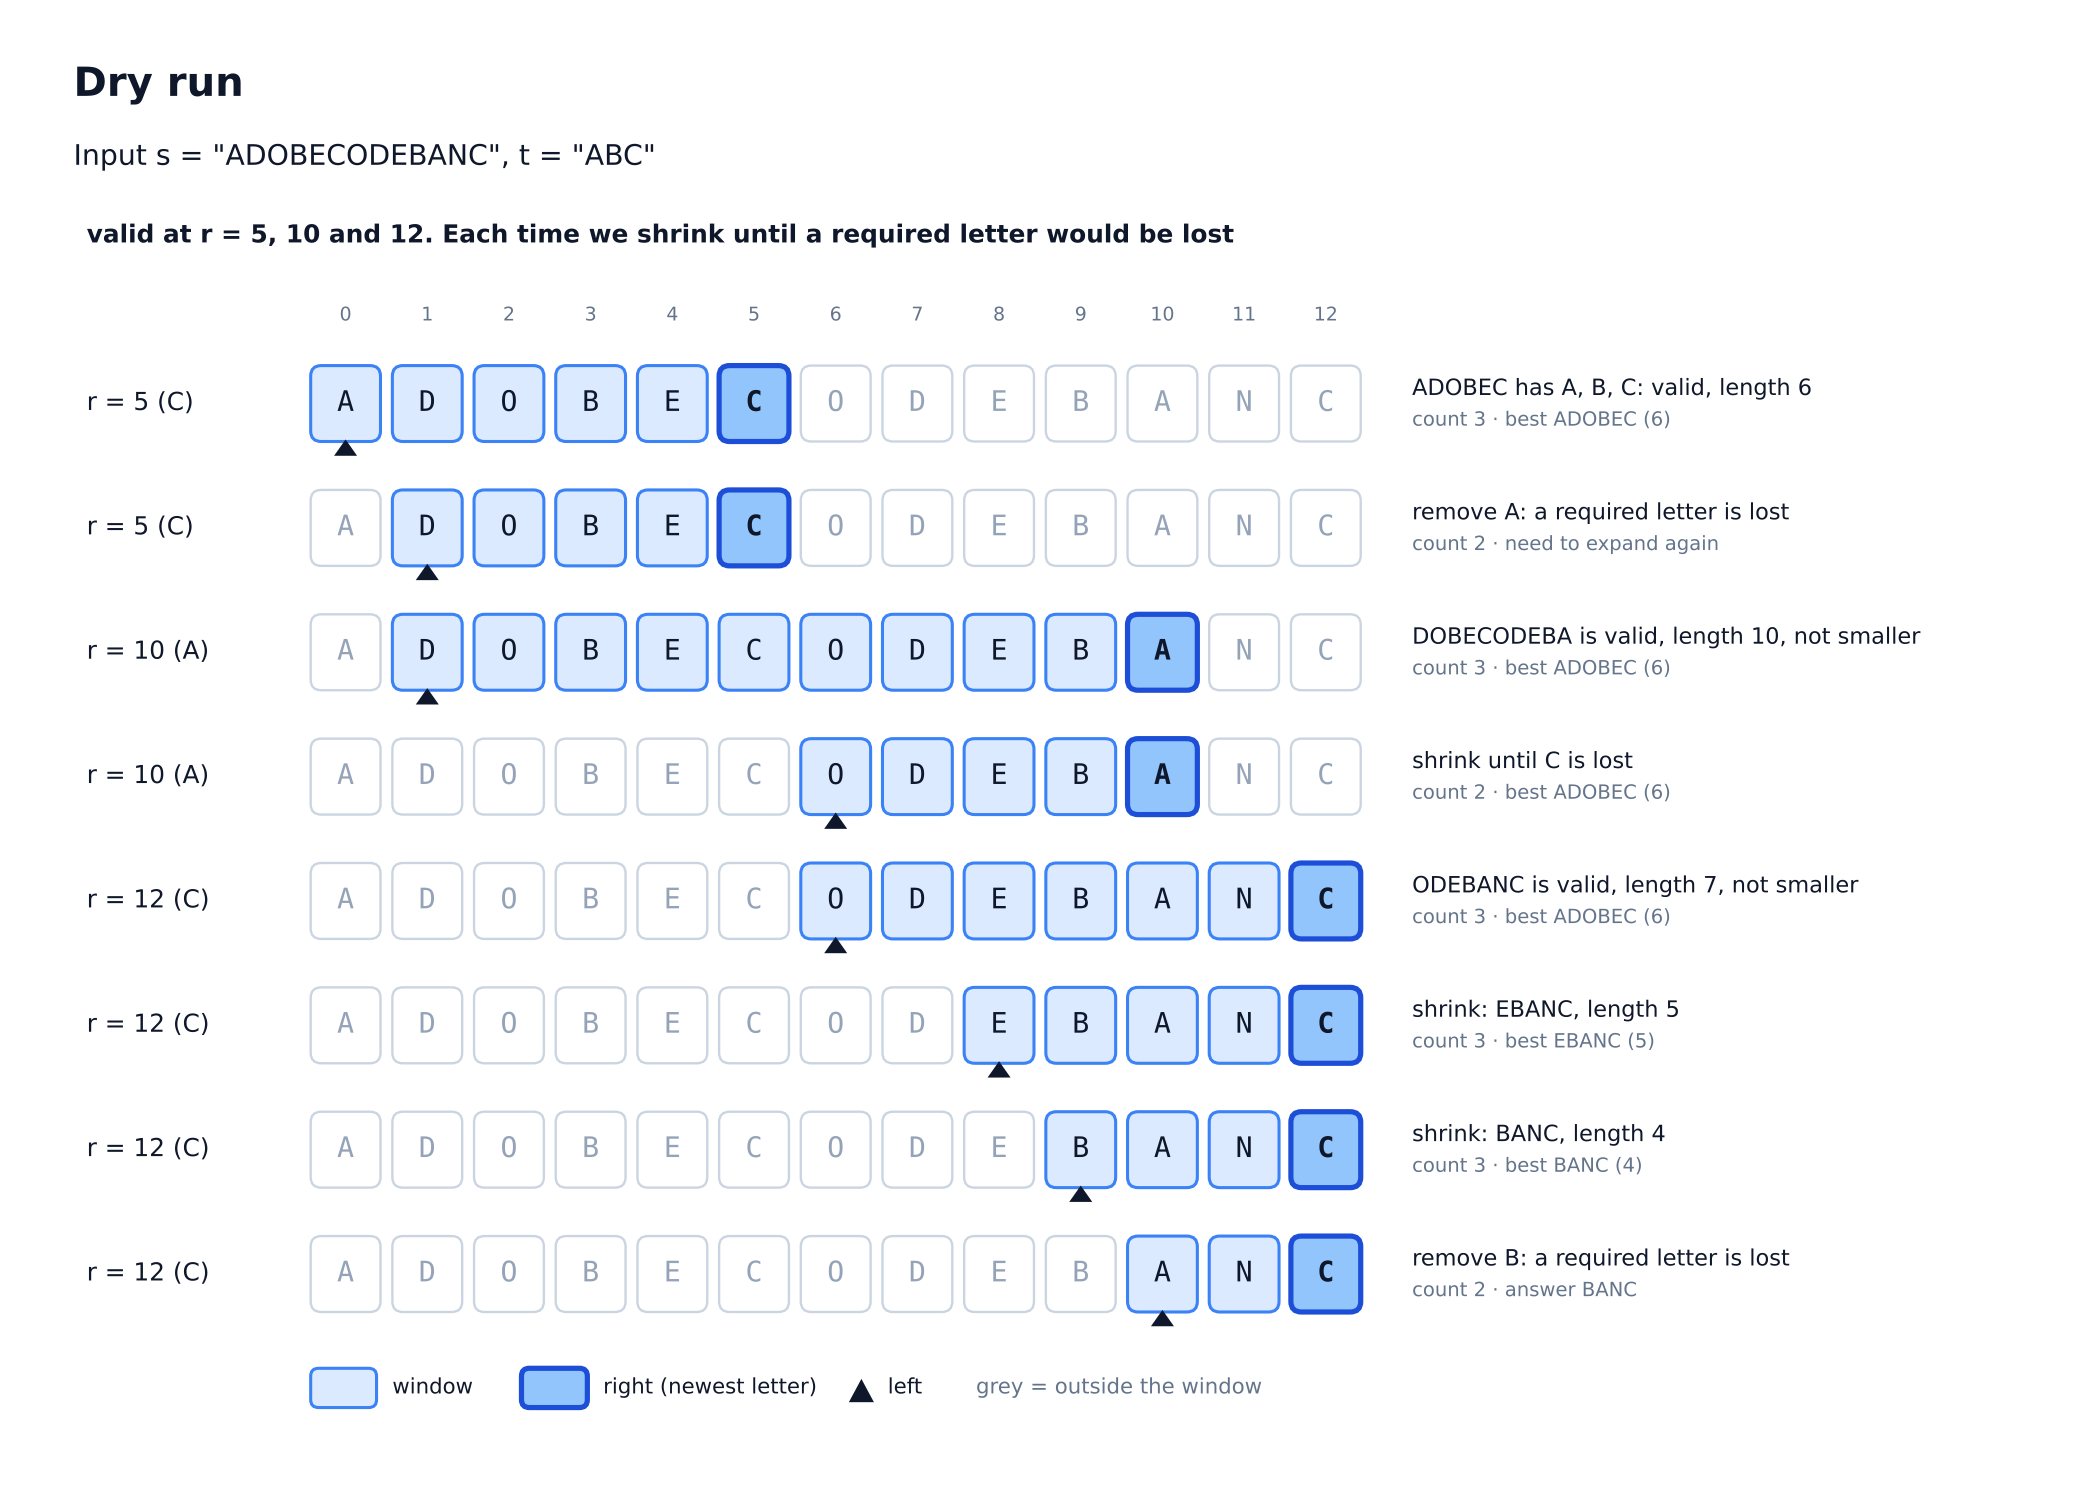 Dry run
Input s = "ADOBECODEBANC", t = "ABC"
valid at r = 5, 10 and 12. Each time we shrink until a required letter would be lost
0 1 2 3 4 5 6 7 8 9 10 11 12
r = 5 (C) A D O B E C O D E B A N C ADOBEC has A, B, C: valid, length 6
count 3 · best ADOBEC (6)
r = 5 (C) A D O B E C O D E B A N C remove A: a required letter is lost
count 2 · need to expand again
r = 10 (A) A D O B E C O D E B A N C DOBECODEBA is valid, length 10, not smaller
count 3 · best ADOBEC (6)
r = 10 (A) A D O B E C O D E B A N C shrink until C is lost
count 2 · best ADOBEC (6)
r = 12 (C) A D O B E C O D E B A N C ODEBANC is valid, length 7, not smaller
count 3 · best ADOBEC (6)
r = 12 (C) A D O B E C O D E B A N C shrink: EBANC, length 5
count 3 · best EBANC (5)
r = 12 (C) A D O B E C O D E B A N C shrink: BANC, length 4
count 3 · best BANC (4)
r = 12 (C) A D O B E C O D E B A N C remove B: a required letter is lost
count 2 · answer BANC
window right (newest letter) left grey = outside the window